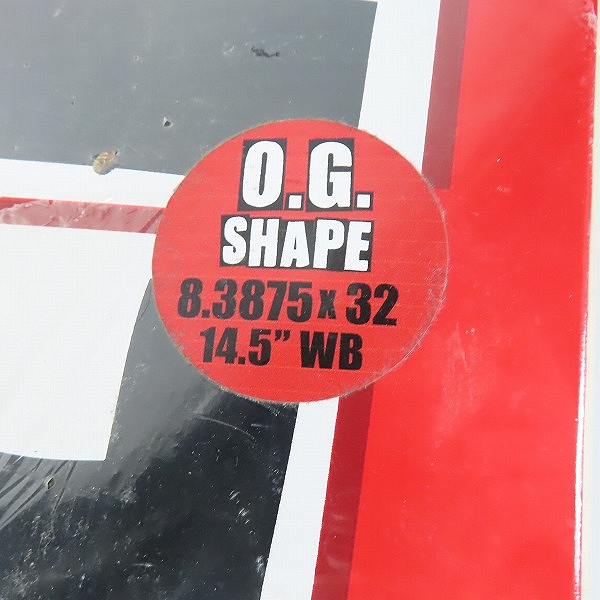 O.G.
SHAPE
8.3875 x 32
14.5” WB